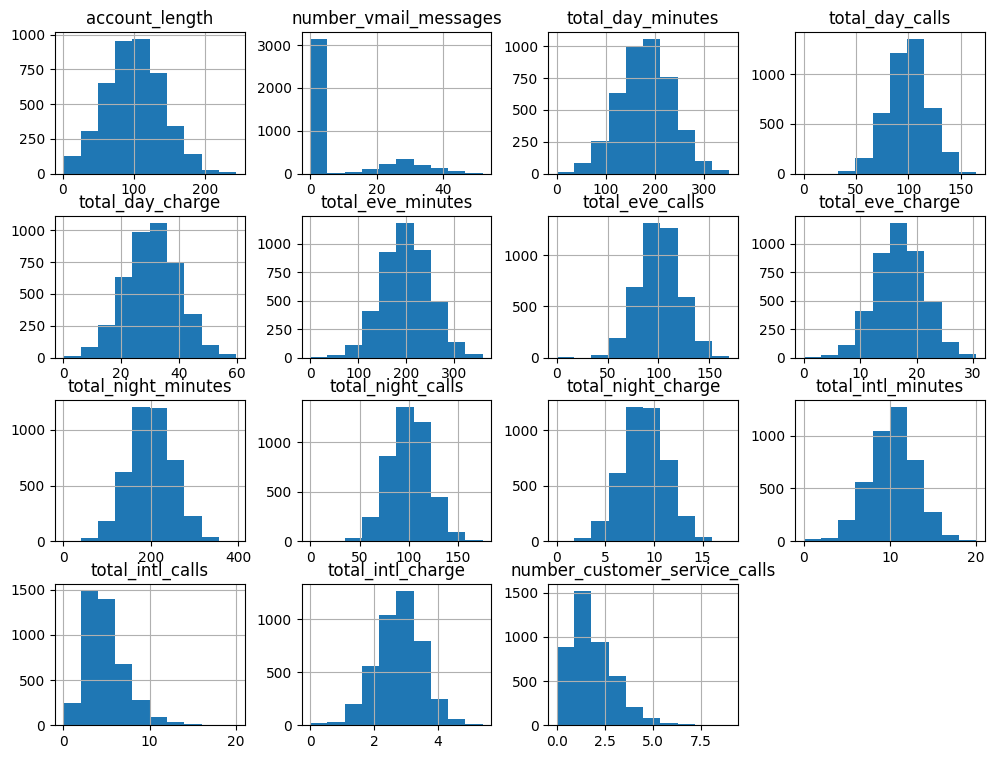 account_length
number_vmail_messages
total_day_minutes
total_day_calls
1000
750
500
250
0
0 100 200
3000
2000
1000
0
0 20 40
1000
750
500
250
0
0 100 200 300
1000
500
0
0 50 100 150
total_day_charge
total_eve_minutes
total_eve_calls
total_eve_charge
1000
750
500
250
0
20 40 60
1000
750
500
250
0
0 100 200 300
1000
500
0
0 50 100 150
1000
750
500
250
0
0 10 20 30
total_night_minutes
total_night_calls
total_night_charge
total_intl_minutes
1000
500
0
0 200 400
1000
500
0
0 50 100 150
1000
500
0
0 5 10 15
1000
500
0
0 10 20
total_intl_calls
total_intl_charge
number_customer_service_calls
1500
1000
500
0
0 10 20
1000
500
0
0 2 4
1500
1000
500
0
0.0 2.5 5.0 7.5